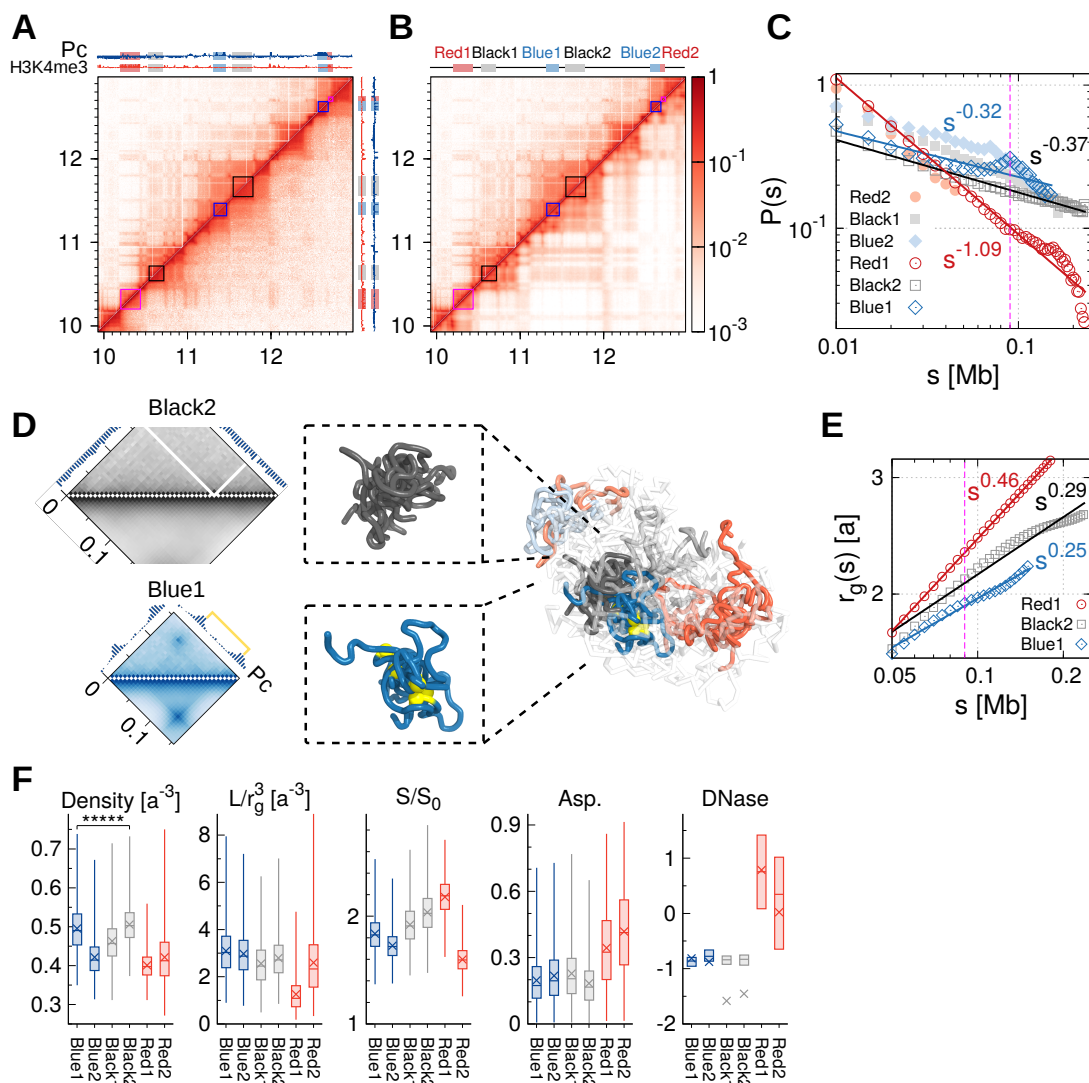 A
Pc
H3K4me3
12
11
10
10
11
12
B
Red1 Black1 Blue1 Black2 Blue2 Red2
12
11
10
10
11
12
1
10^-1
10^-2
10^-3
C
P(s)
1
10^-1
s^-0.32
s^-0.37
s^-1.09
Red2
Black1
Blue2
Red1
Black2
Blue1
0.01
0.1
s [Mb]
D
Black2
0
0.1
Blue1
Pc
0
0.1
E
r_g(s) [a]
3
2
s^0.46
s^0.29
s^0.25
Red1
Black2
Blue1
0.05
0.1
0.2
s [Mb]
F
Density [a^-3]
*****
0.7
0.6
0.5
0.4
0.3
Blue1
Blue2
Black1
Black2
Red1
Red2
L/r_g^3 [a^-3]
8
6
4
2
0
Blue1
Blue2
Black1
Black2
Red1
Red2
S/S_0
2
1
Blue1
Blue2
Black1
Black2
Red1
Red2
Asp.
0.9
0.6
0.3
0
Blue1
Blue2
Black1
Black2
Red1
Red2
DNase
1
0
-1
-2
Blue1
Blue2
Black1
Black2
Red1
Red2